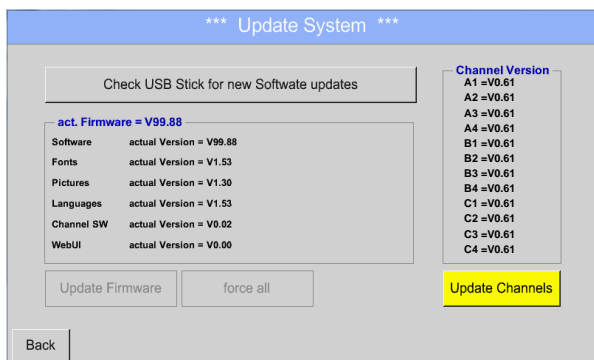 *** Update System ***
Check USB Stick for new Softwate updates
act. Firmware = V99.88
Software actual Version = V99.88
Fonts actual Version = V1.53
Pictures actual Version = V1.30
Languages actual Version = V1.53
Channel SW actual Version = V0.02
WebUI actual Version = V0.00
Channel Version
A1 =V0.61
A2 =V0.61
A3 =V0.61
A4 =V0.61
B1 =V0.61
B2 =V0.61
B3 =V0.61
B4 =V0.61
C1 =V0.61
C2 =V0.61
C3 =V0.61
C4 =V0.61
Update Firmware
force all
Update Channels
Back